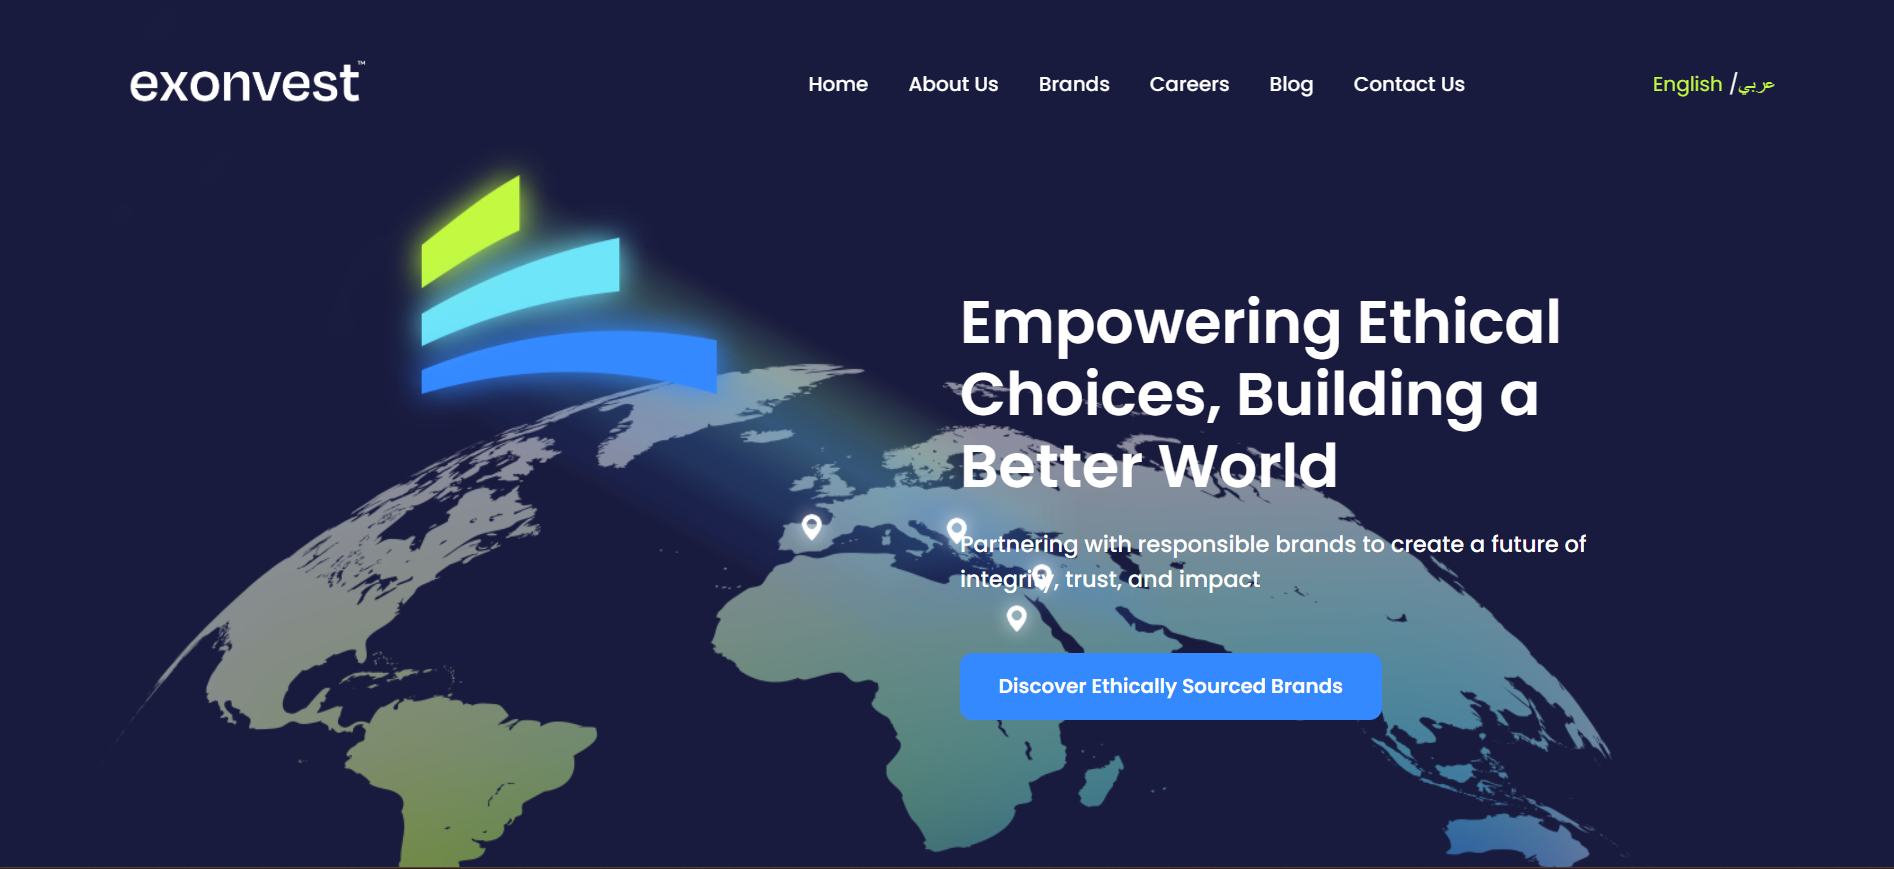 exonvest™
Home About Us Brands Careers Blog Contact Us
English / عربي
Empowering Ethical
Choices, Building a
Better World
Partnering with responsible brands to create a future of
integrity, trust, and impact
Discover Ethically Sourced Brands